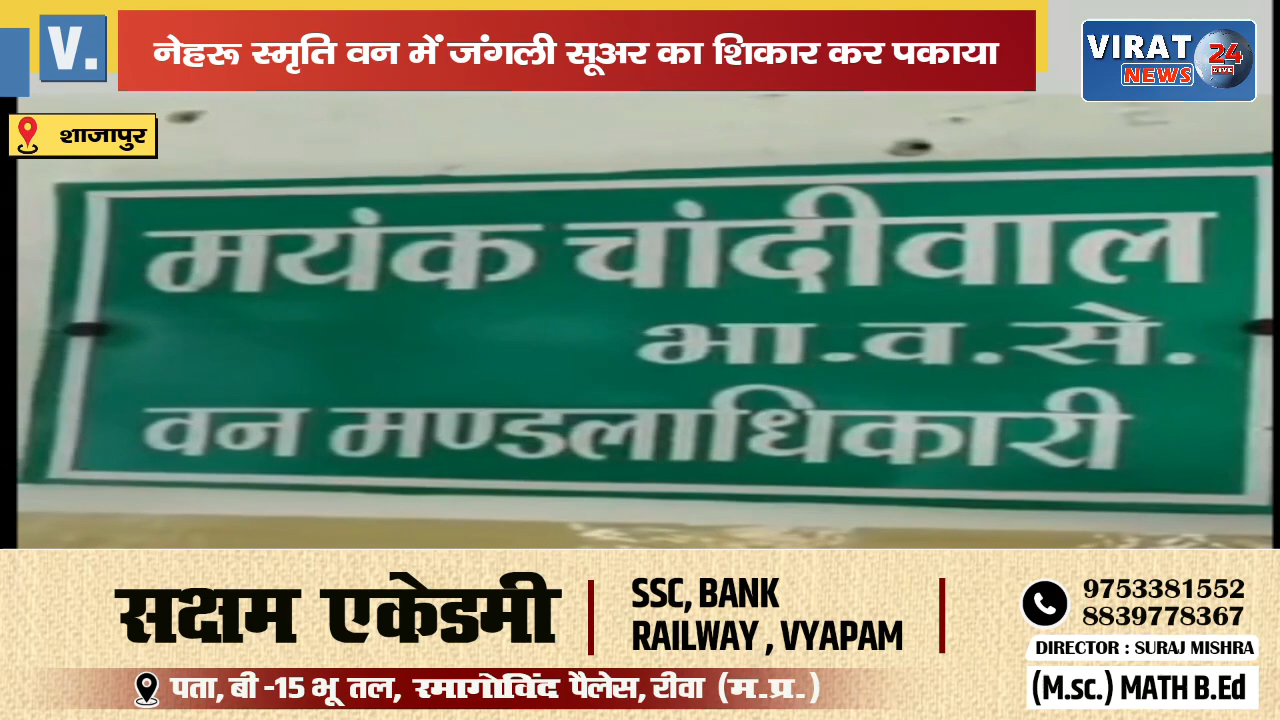 V.
नेहरू स्मृति वन में जंगली सूअर का शिकार कर पकाया
VIRAT 24
NEWS LIVE
शाजापुर
मयंक चांदीवाल
भा.व.से.
वन मण्डलाधिकारी
सक्षम एकेडमी
SSC, BANK
RAILWAY , VYAPAM
9753381552
8839778367
DIRECTOR : SURAJ MISHRA
(M.sc.) MATH B.Ed
पता, बी -15 भू तल, रमागोविंद पैलेस, रीवा (म.प्र.)